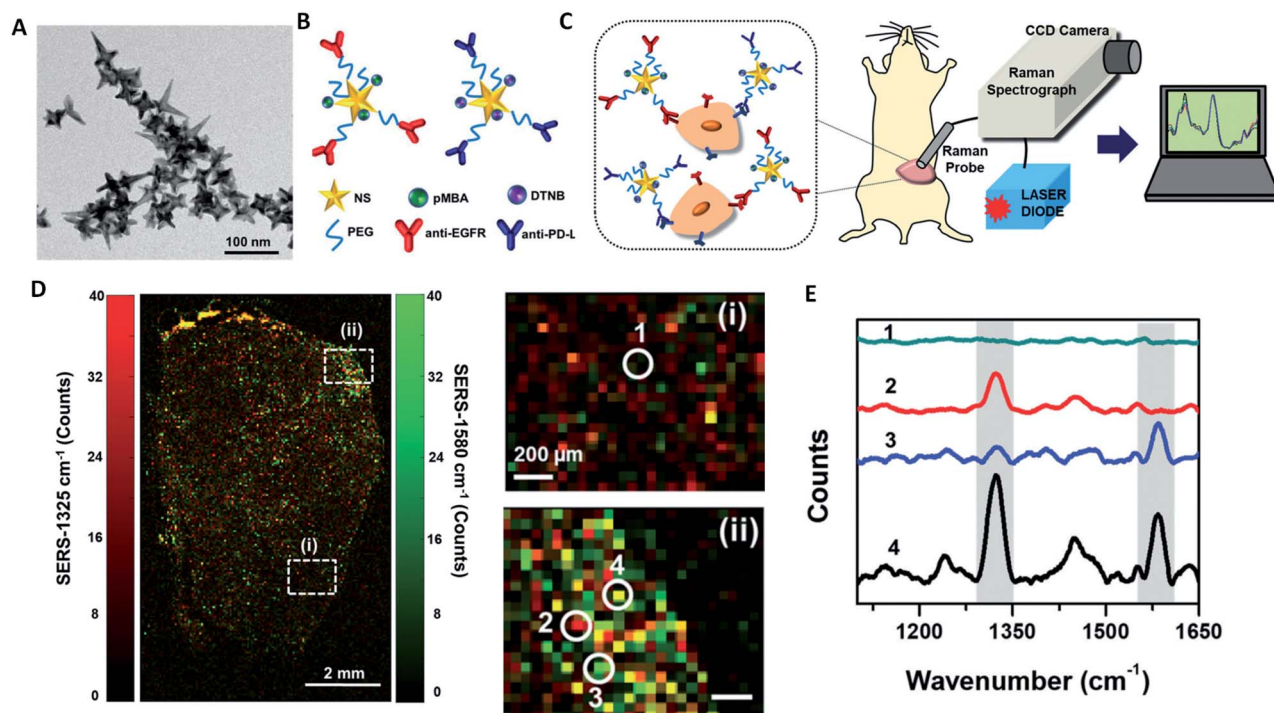 A
100 nm
B
NS
pMBA
DTNB
PEG
anti-EGFR
anti-PD-L
C
CCD Camera
Raman
Spectrograph
Raman
Probe
LASER
DIODE
D
40
32
24
16
8
0
SERS-1325 cm⁻¹ (Counts)
(ii)
(i)
2 mm
40
32
24
16
8
0
SERS-1580 cm⁻¹ (Counts)
(i)
1
200 µm
(ii)
4
2
3
E
1
2
3
4
Counts
1200
1350
1500
1650
Wavenumber (cm⁻¹)